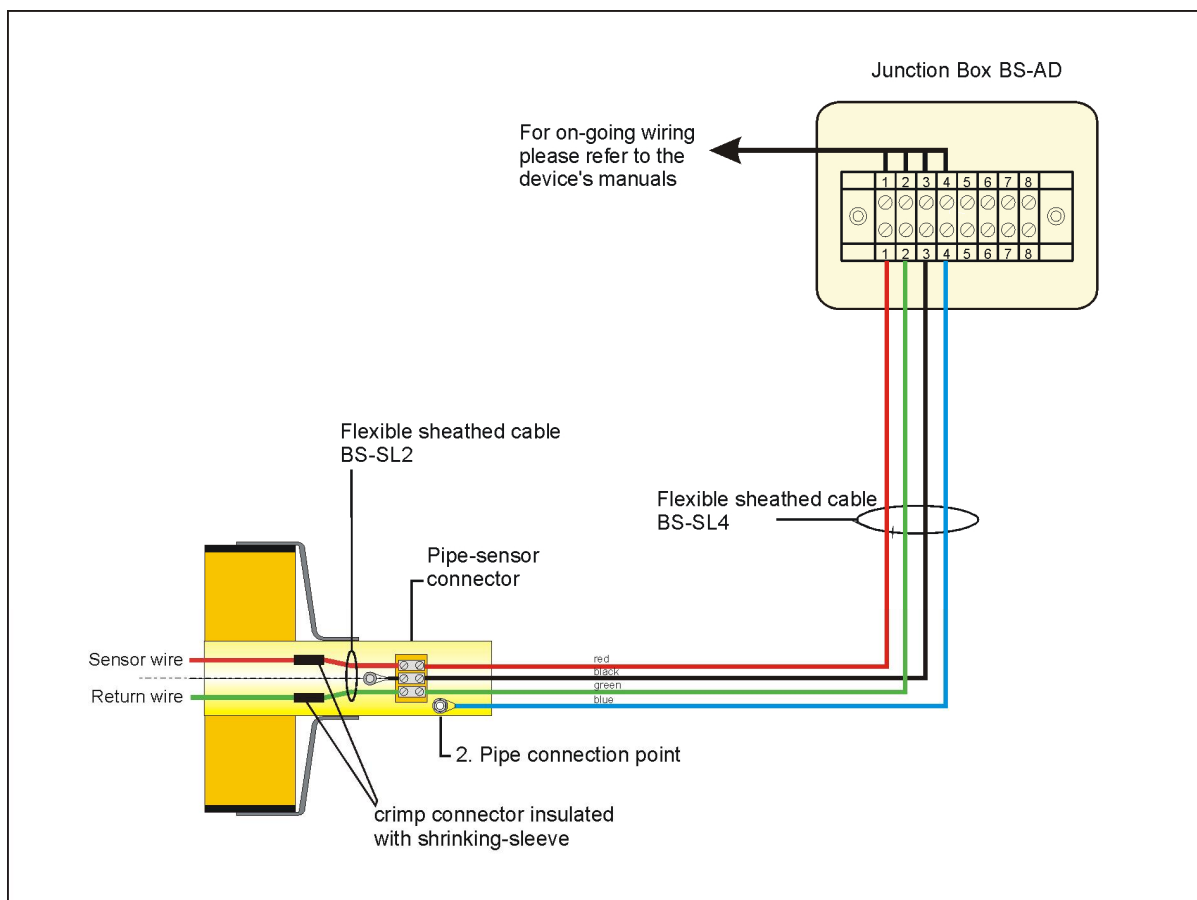 Junction Box BS-AD
For on-going wiring
please refer to the
device's manuals
1 2 3 4 5 6 7 8
1 2 3 4 5 6 7 8
Flexible sheathed cable
BS-SL2
Flexible sheathed cable
BS-SL4
Pipe-sensor
connector
Sensor wire
Return wire
red
black
green
blue
2. Pipe connection point
crimp connector insulated
with shrinking-sleeve